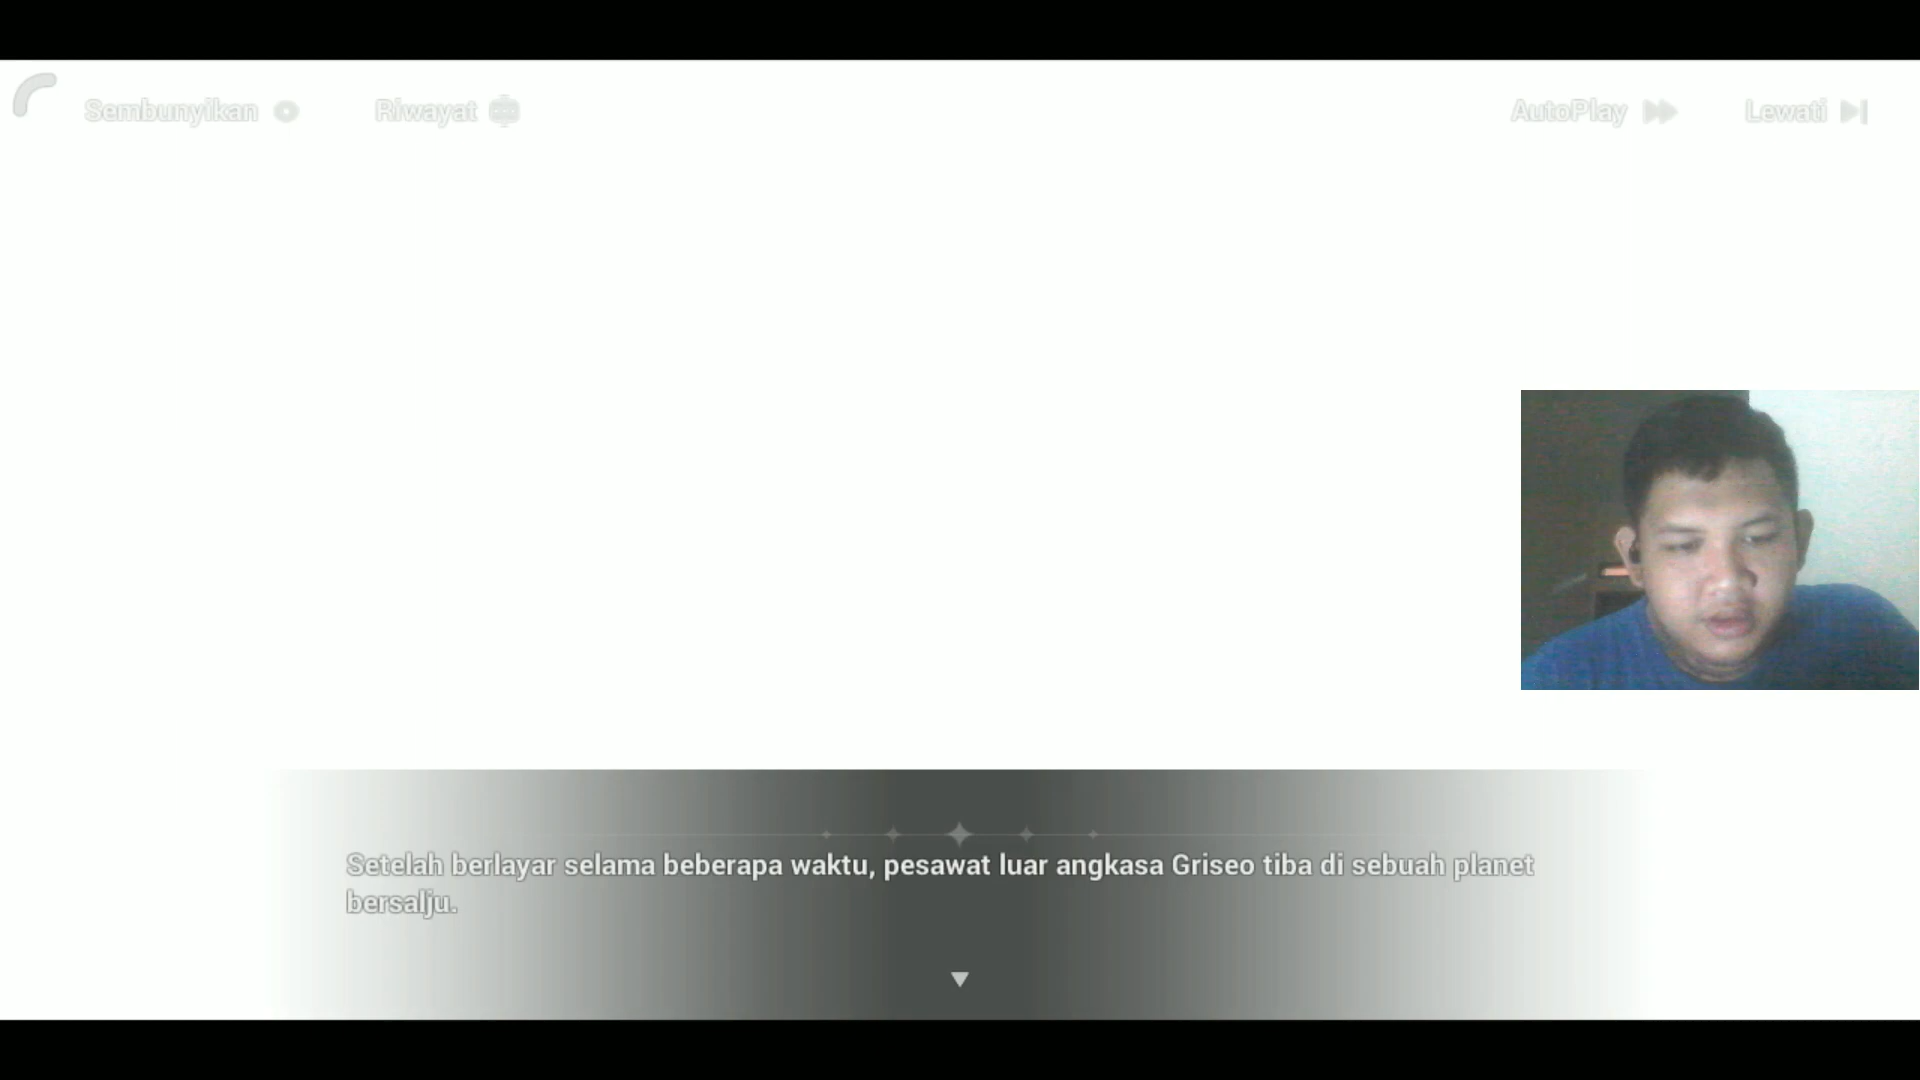 Sembunyikan
Riwayat
AutoPlay
Lewati
Setelah berlayar selama beberapa waktu, pesawat luar angkasa Griseo tiba di sebuah planet
bersalju.